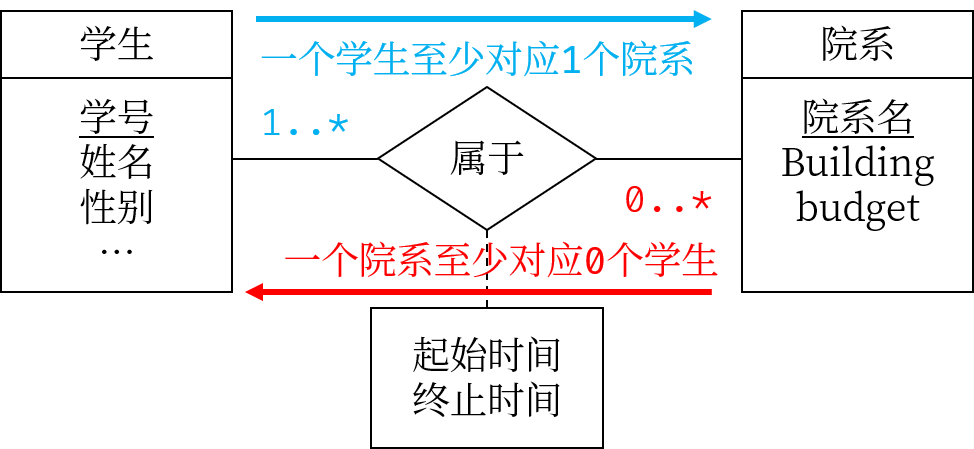 学生
一个学生至少对应1个院系
院系
学号
姓名
性别
…
1..*
属于
0..*
院系名
Building
budget
一个院系至少对应0个学生
起始时间
终止时间